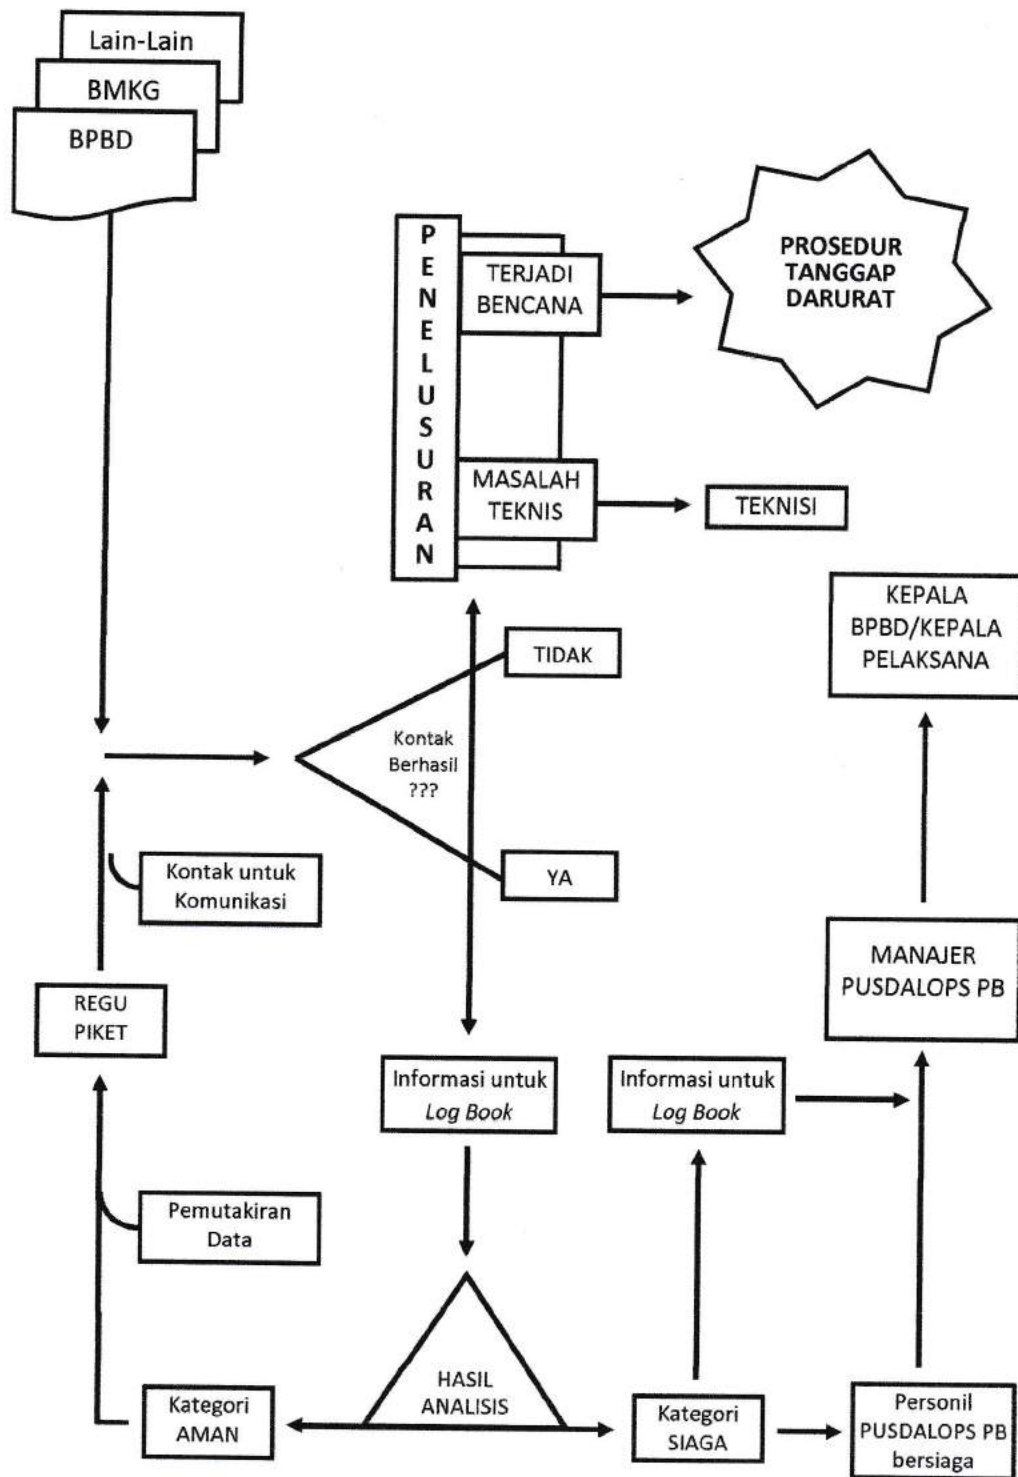 Lain-Lain
BMKG
BPBD
PENELUSURAN
TERJADI
BENCANA
PROSEDUR
TANGGAP
DARURAT
MASALAH
TEKNIS
TEKNISI
KEPALA
BPBD/KEPALA
PELAKSANA
TIDAK
Kontak
Berhasil
???
YA
Kontak untuk
Komunikasi
REGU
PIKET
MANAJER
PUSDALOPS PB
Informasi untuk
Log Book
Informasi untuk
Log Book
Pemutakiran
Data
HASIL
ANALISIS
Kategori
AMAN
Kategori
SIAGA
Personil
PUSDALOPS PB
bersiaga